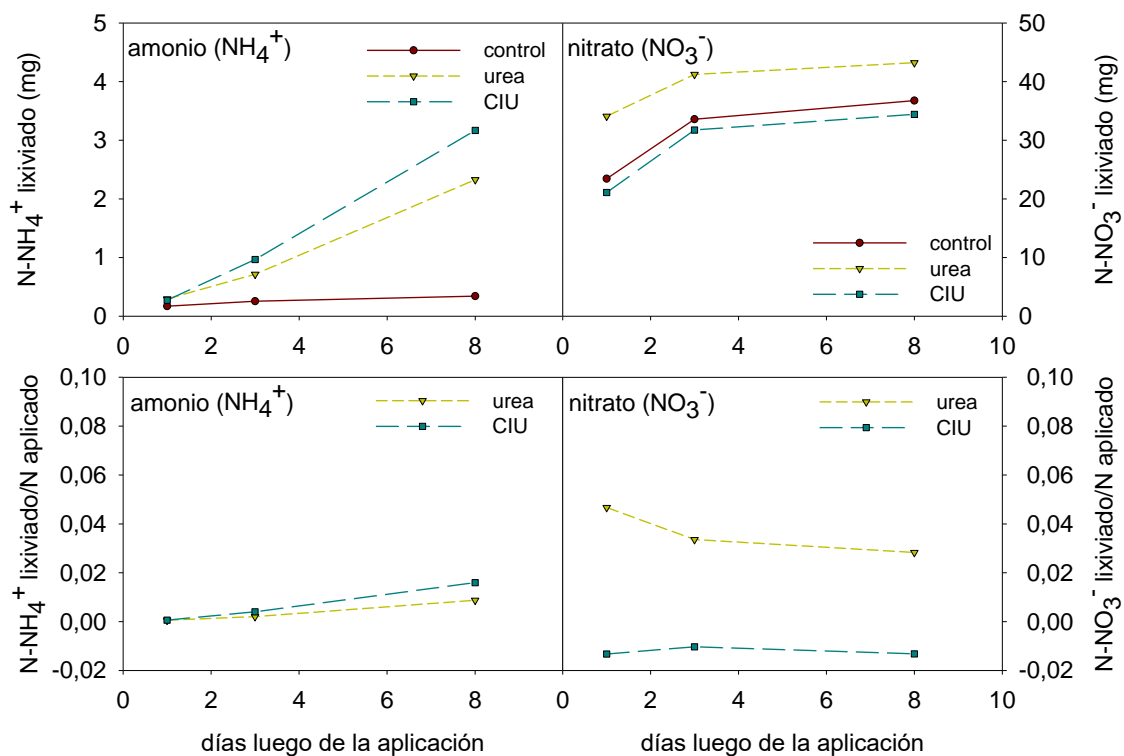 amonio (NH4+)
control
urea
CIU
5
4
3
2
1
0
N-NH4+ lixiviado (mg)
0
2
4
6
8
nitrato (NO3-)
control
urea
CIU
50
40
30
20
10
0
N-NO3- lixiviado (mg)
0
2
4
6
8
10
amonio (NH4+)
urea
CIU
0,10
0,08
0,06
0,04
0,02
0,00
-0,02
N-NH4+ lixiviado/N aplicado
0
2
4
6
8
días luego de la aplicación
nitrato (NO3-)
urea
CIU
0,10
0,08
0,06
0,04
0,02
0,00
-0,02
N-NO3- lixiviado/N aplicado
0
2
4
6
8
10
días luego de la aplicación